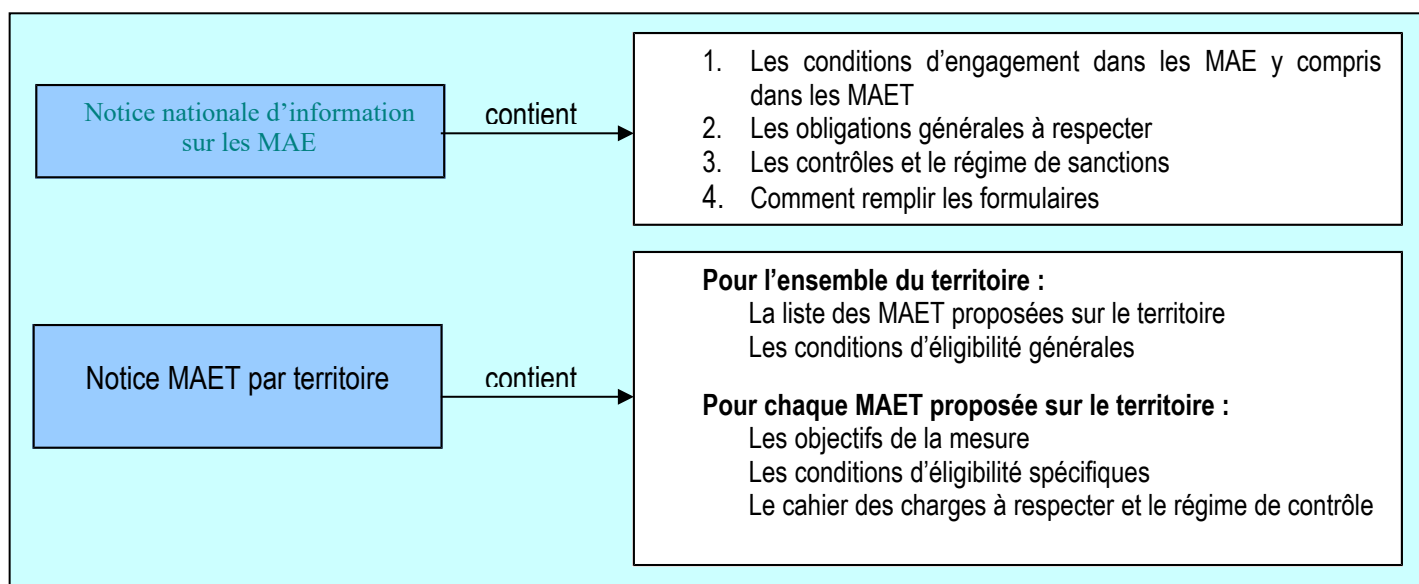 Notice nationale d'information
sur les MAE
contient
1. Les conditions d'engagement dans les MAE y compris
dans les MAET
2. Les obligations générales à respecter
3. Les contrôles et le régime de sanctions
4. Comment remplir les formulaires
Notice MAET par territoire
contient
Pour l'ensemble du territoire :
La liste des MAET proposées sur le territoire
Les conditions d'éligibilité générales
Pour chaque MAET proposée sur le territoire :
Les objectifs de la mesure
Les conditions d'éligibilité spécifiques
Le cahier des charges à respecter et le régime de contrôle